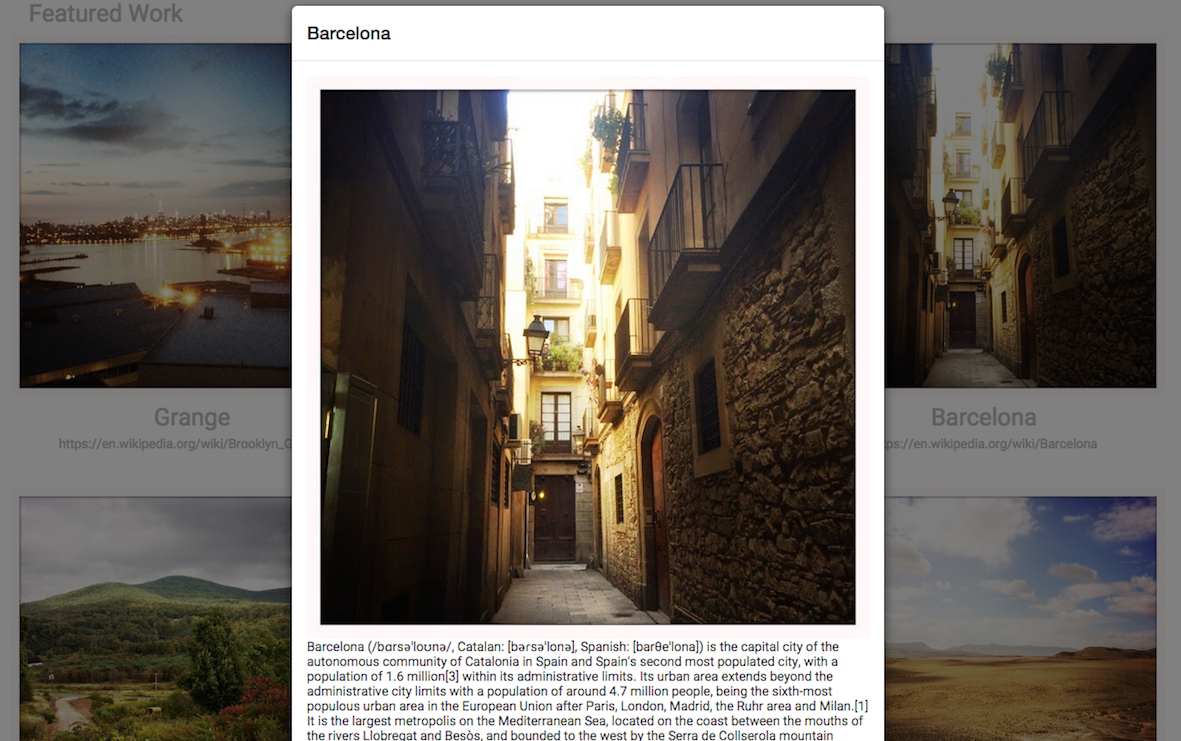 Featured Work
Barcelona
Grange
https://en.wikipedia.org/wiki/Brooklyn_G
Barcelona
ps://en.wikipedia.org/wiki/Barcelona
Barcelona (/bɑrsəˈloʊnə/, Catalan: [bərsəˈlonə], Spanish: [barθeˈlona]) is the capital city of the
autonomous community of Catalonia in Spain and Spain's second most populated city, with a
population of 1.6 million[3] within its administrative limits. Its urban area extends beyond the
administrative city limits with a population of around 4.7 million people, being the sixth-most
populous urban area in the European Union after Paris, London, Madrid, the Ruhr area and Milan.[1]
It is the largest metropolis on the Mediterranean Sea, located on the coast between the mouths of
the rivers Llobregat and Besòs, and bounded to the west by the Serra de Collserola mountain